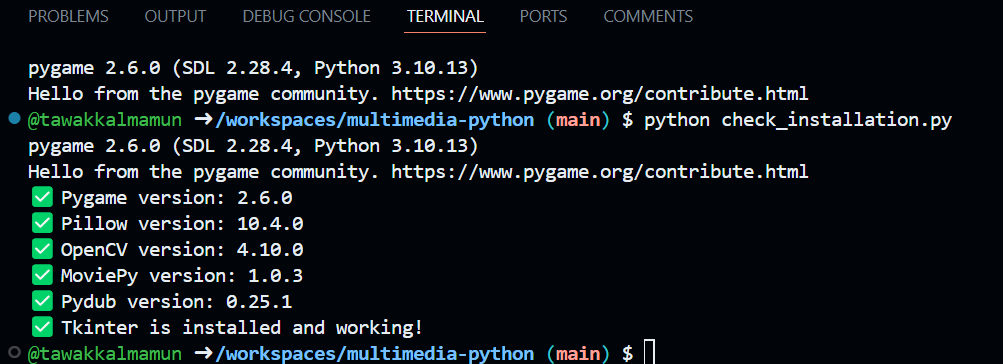 PROBLEMS OUTPUT DEBUG CONSOLE TERMINAL PORTS COMMENTS
pygame 2.6.0 (SDL 2.28.4, Python 3.10.13)
Hello from the pygame community. https://www.pygame.org/contribute.html
@tawakkalmamun ➜/workspaces/multimedia-python (main) $ python check_installation.py
pygame 2.6.0 (SDL 2.28.4, Python 3.10.13)
Hello from the pygame community. https://www.pygame.org/contribute.html
✅ Pygame version: 2.6.0
✅ Pillow version: 10.4.0
✅ OpenCV version: 4.10.0
✅ MoviePy version: 1.0.3
✅ Pydub version: 0.25.1
✅ Tkinter is installed and working!
@tawakkalmamun ➜/workspaces/multimedia-python (main) $